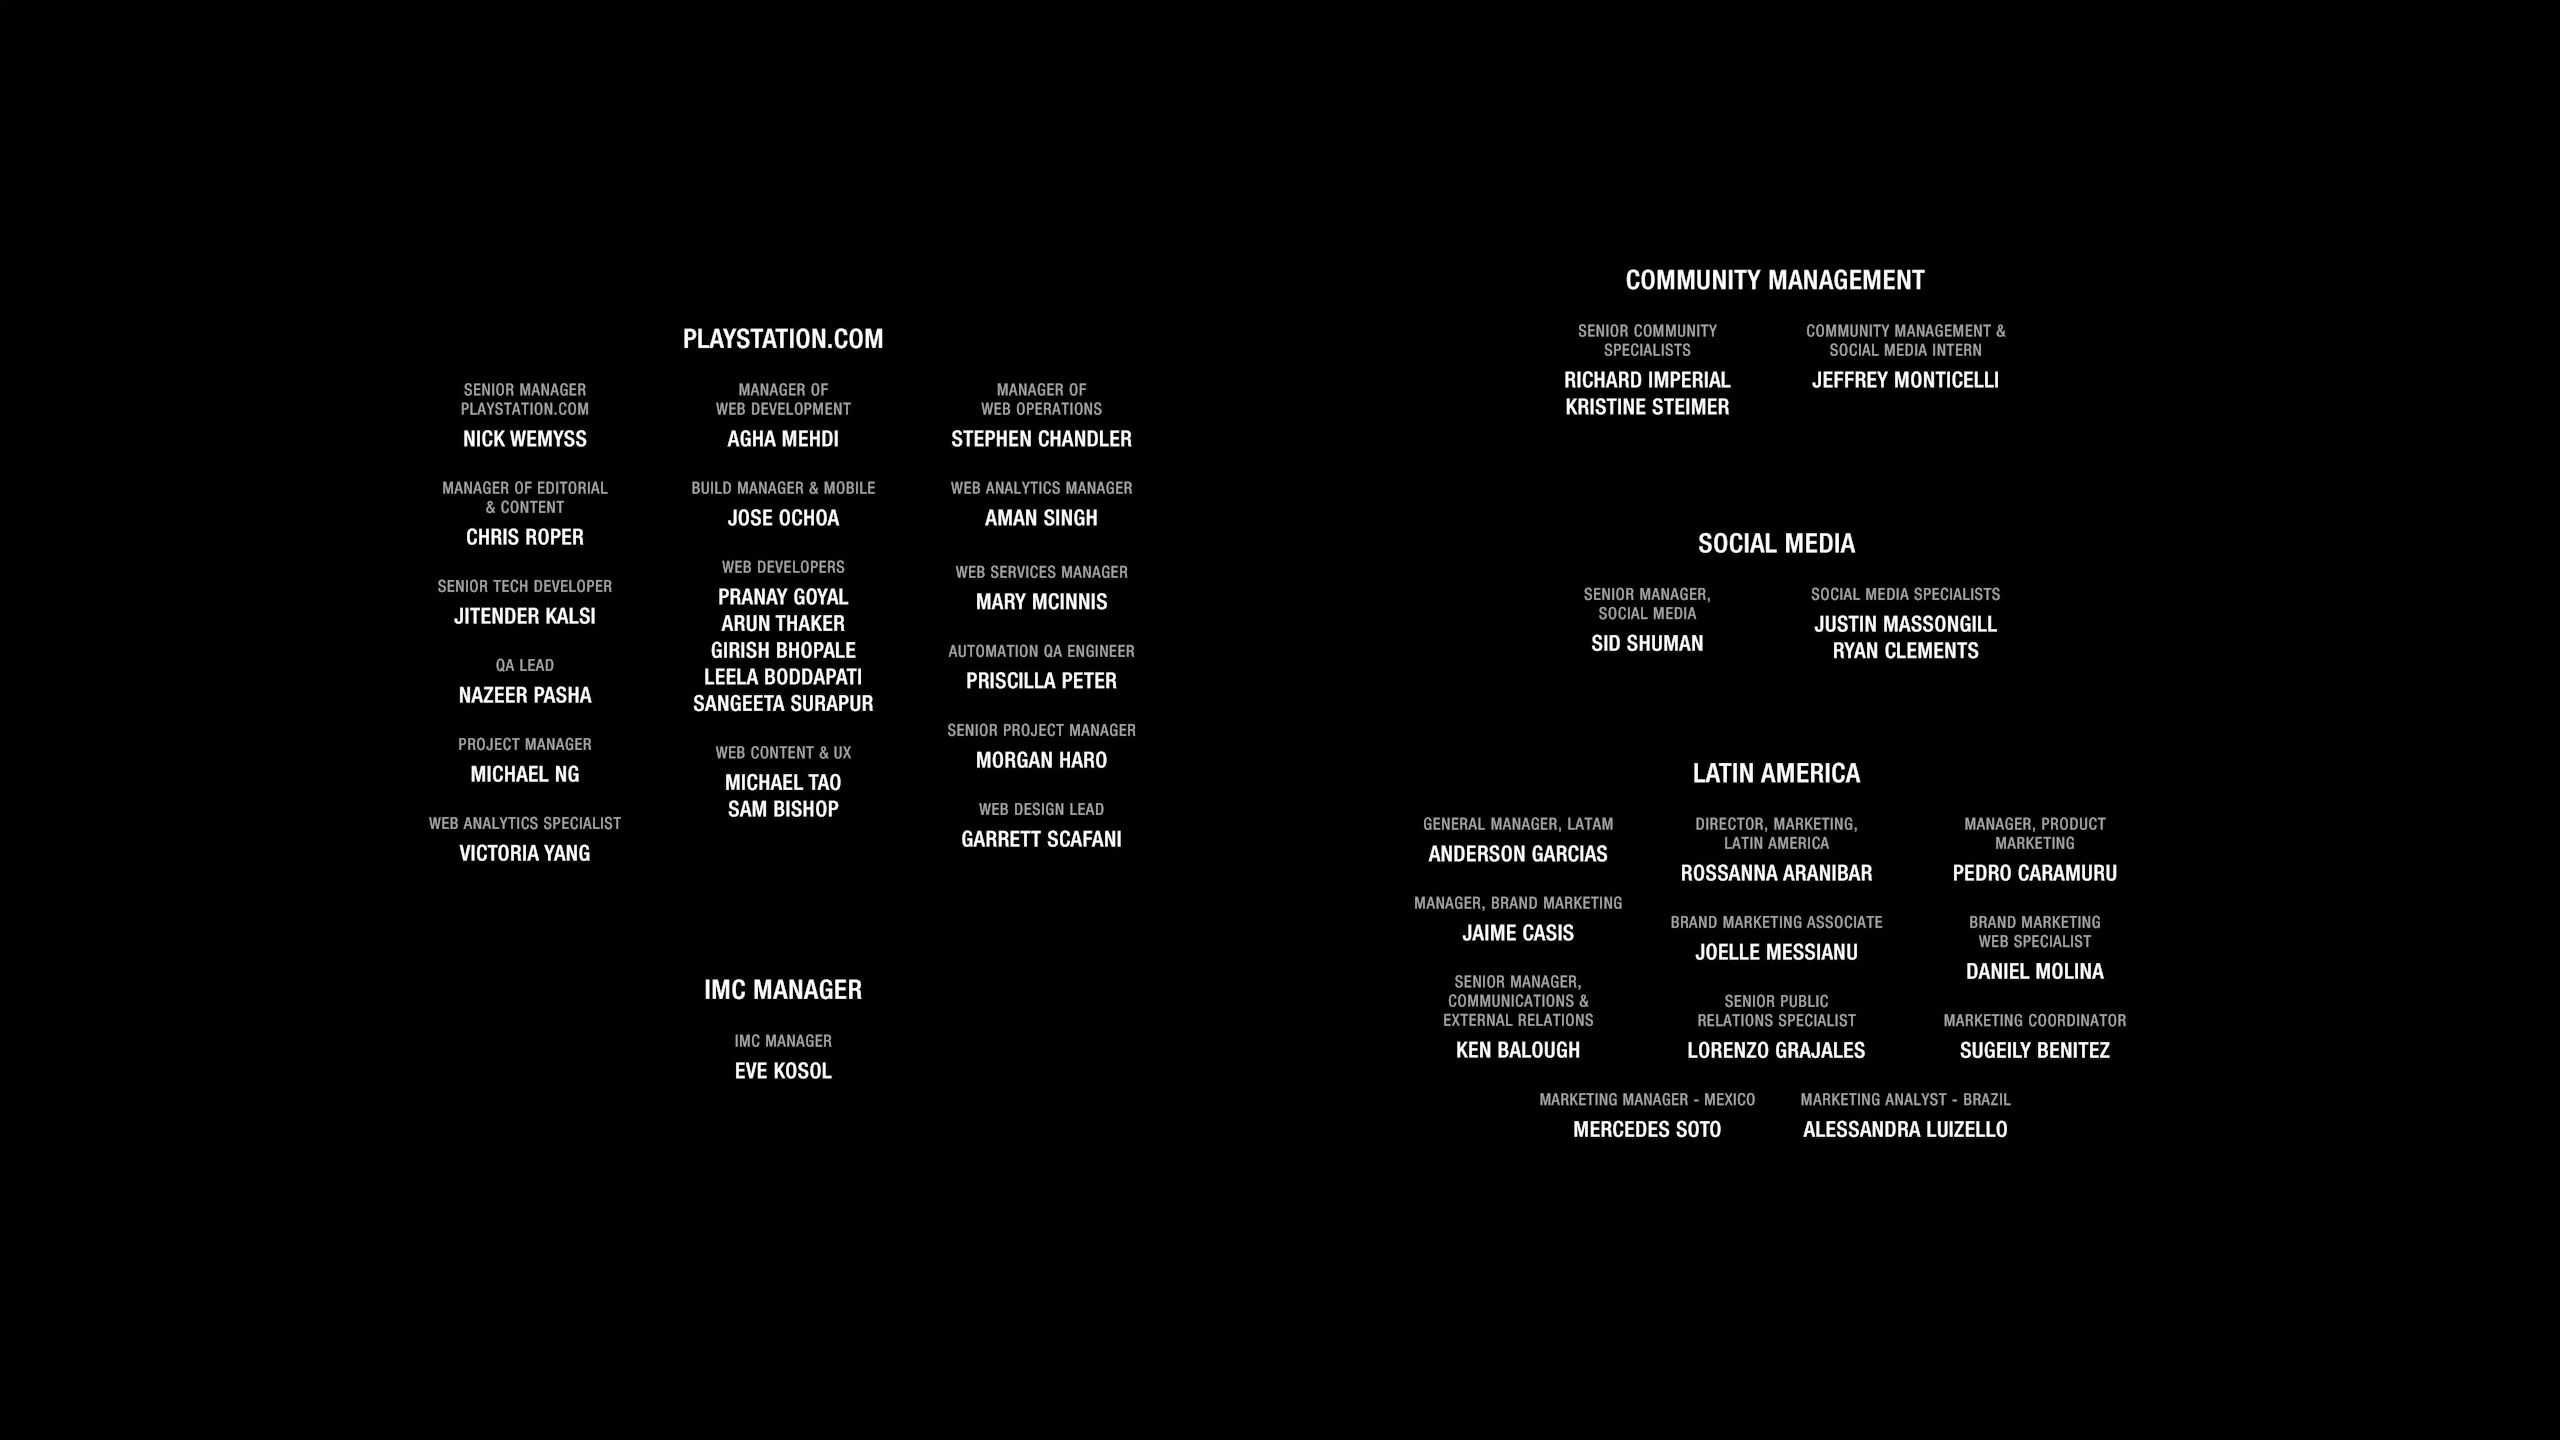 PLAYSTATION.COM
SENIOR MANAGER
PLAYSTATION.COM
NICK WEMYSS
MANAGER OF EDITORIAL
& CONTENT
CHRIS ROPER
SENIOR TECH DEVELOPER
JITENDER KALSI
QA LEAD
NAZEER PASHA
PROJECT MANAGER
MICHAEL NG
WEB ANALYTICS SPECIALIST
VICTORIA YANG
MANAGER OF
WEB DEVELOPMENT
AGHA MEHDI
BUILD MANAGER & MOBILE
JOSE OCHOA
WEB DEVELOPERS
PRANAY GOYAL
ARUN THAKER
GIRISH BHOPALE
LEELA BODDAPATI
SANGEETA SURAPUR
WEB CONTENT & UX
MICHAEL TAO
SAM BISHOP
MANAGER OF
WEB OPERATIONS
STEPHEN CHANDLER
WEB ANALYTICS MANAGER
AMAN SINGH
WEB SERVICES MANAGER
MARY MCINNIS
AUTOMATION QA ENGINEER
PRISCILLA PETER
SENIOR PROJECT MANAGER
MORGAN HARO
WEB DESIGN LEAD
GARRETT SCAFANI
IMC MANAGER
IMC MANAGER
EVE KOSOL
COMMUNITY MANAGEMENT
SENIOR COMMUNITY
SPECIALISTS
RICHARD IMPERIAL
KRISTINE STEIMER
COMMUNITY MANAGEMENT &
SOCIAL MEDIA INTERN
JEFFREY MONTICELLI
SOCIAL MEDIA
SENIOR MANAGER,
SOCIAL MEDIA
SID SHUMAN
SOCIAL MEDIA SPECIALISTS
JUSTIN MASSONGILL
RYAN CLEMENTS
LATIN AMERICA
GENERAL MANAGER, LATAM
ANDERSON GARCIAS
MANAGER, BRAND MARKETING
JAIME CASIS
SENIOR MANAGER,
COMMUNICATIONS &
EXTERNAL RELATIONS
KEN BALOUGH
DIRECTOR, MARKETING,
LATIN AMERICA
ROSSANNA ARANIBAR
BRAND MARKETING ASSOCIATE
JOELLE MESSIANU
SENIOR PUBLIC
RELATIONS SPECIALIST
LORENZO GRAJALES
MANAGER, PRODUCT
MARKETING
PEDRO CARAMURU
BRAND MARKETING
WEB SPECIALIST
DANIEL MOLINA
MARKETING COORDINATOR
SUGEILY BENITEZ
MARKETING MANAGER - MEXICO
MERCEDES SOTO
MARKETING ANALYST - BRAZIL
ALESSANDRA LUIZELLO